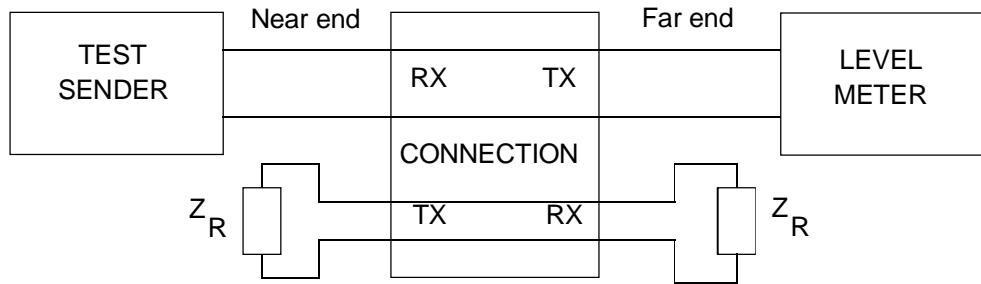 Near end
Far end
TEST
SENDER
RX
TX
LEVEL
METER
CONNECTION
Z R
TX
RX
Z R